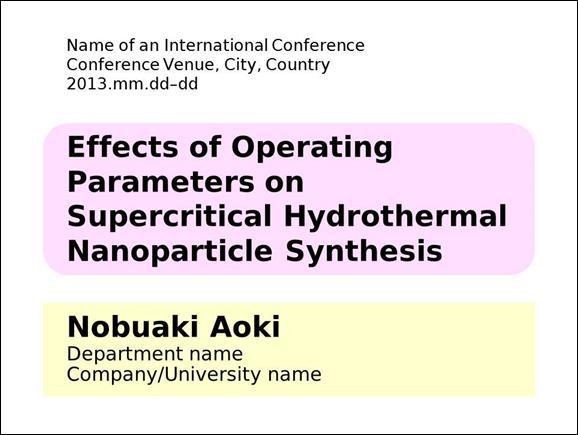 Name of an International Conference
Conference Venue, City, Country
2013.mm.dd–dd
Effects of Operating
Parameters on
Supercritical Hydrothermal
Nanoparticle Synthesis
Nobuaki Aoki
Department name
Company/University name